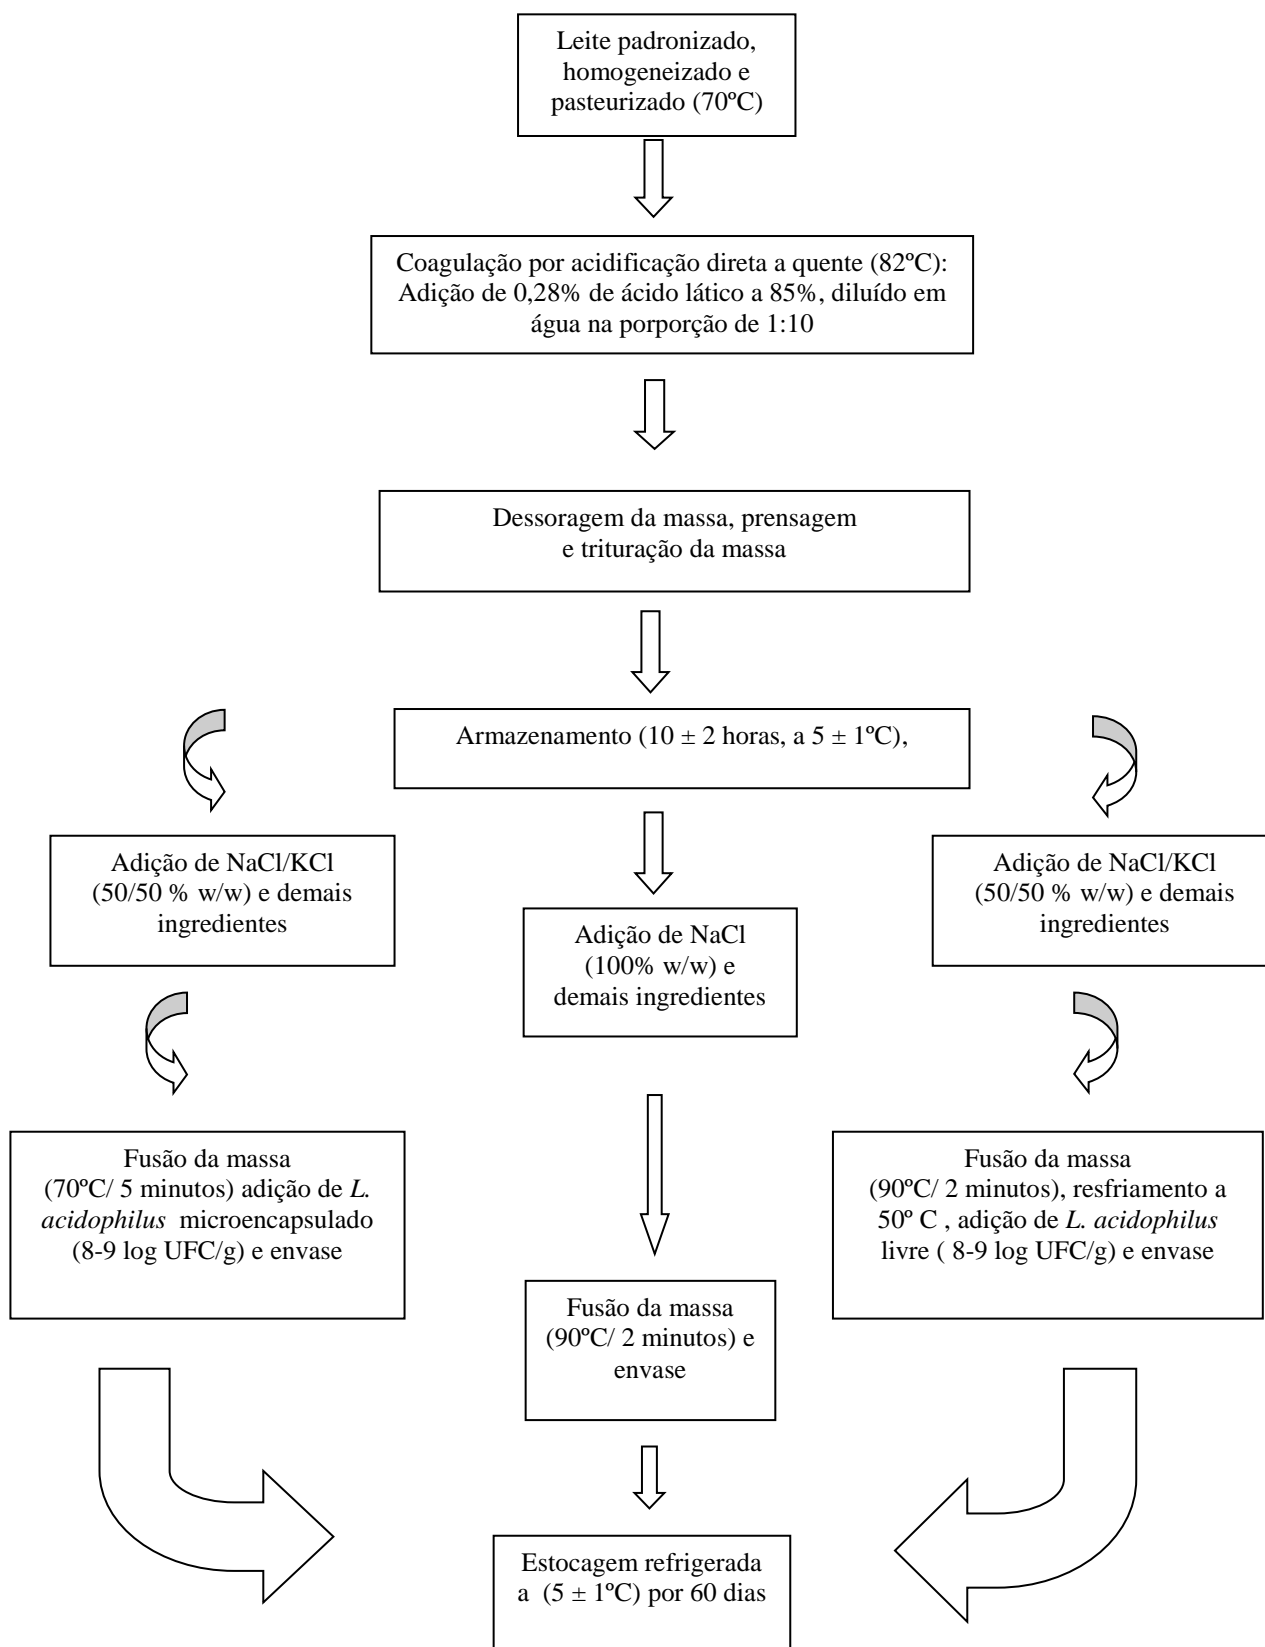 Leite padronizado,
homogeneizado e
pasteurizado (70ºC)
Coagulação por acidificação direta a quente (82ºC):
Adição de 0,28% de ácido lático a 85%, diluído em
água na porporção de 1:10
Dessoragem da massa, prensagem
e trituração da massa
Armazenamento (10 ± 2 horas, a 5 ± 1ºC),
Adição de NaCl/KCl
(50/50 % w/w) e demais
ingredientes
Adição de NaCl
(100% w/w) e
demais ingredientes
Adição de NaCl/KCl
(50/50 % w/w) e demais
ingredientes
Fusão da massa
(70ºC/ 5 minutos) adição de L.
acidophilus microencapsulado
(8-9 log UFC/g) e envase
Fusão da massa
(90ºC/ 2 minutos) e
envase
Fusão da massa
(90ºC/ 2 minutos), resfriamento a
50º C , adição de L. acidophilus
livre ( 8-9 log UFC/g) e envase
Estocagem refrigerada
a (5 ± 1ºC) por 60 dias